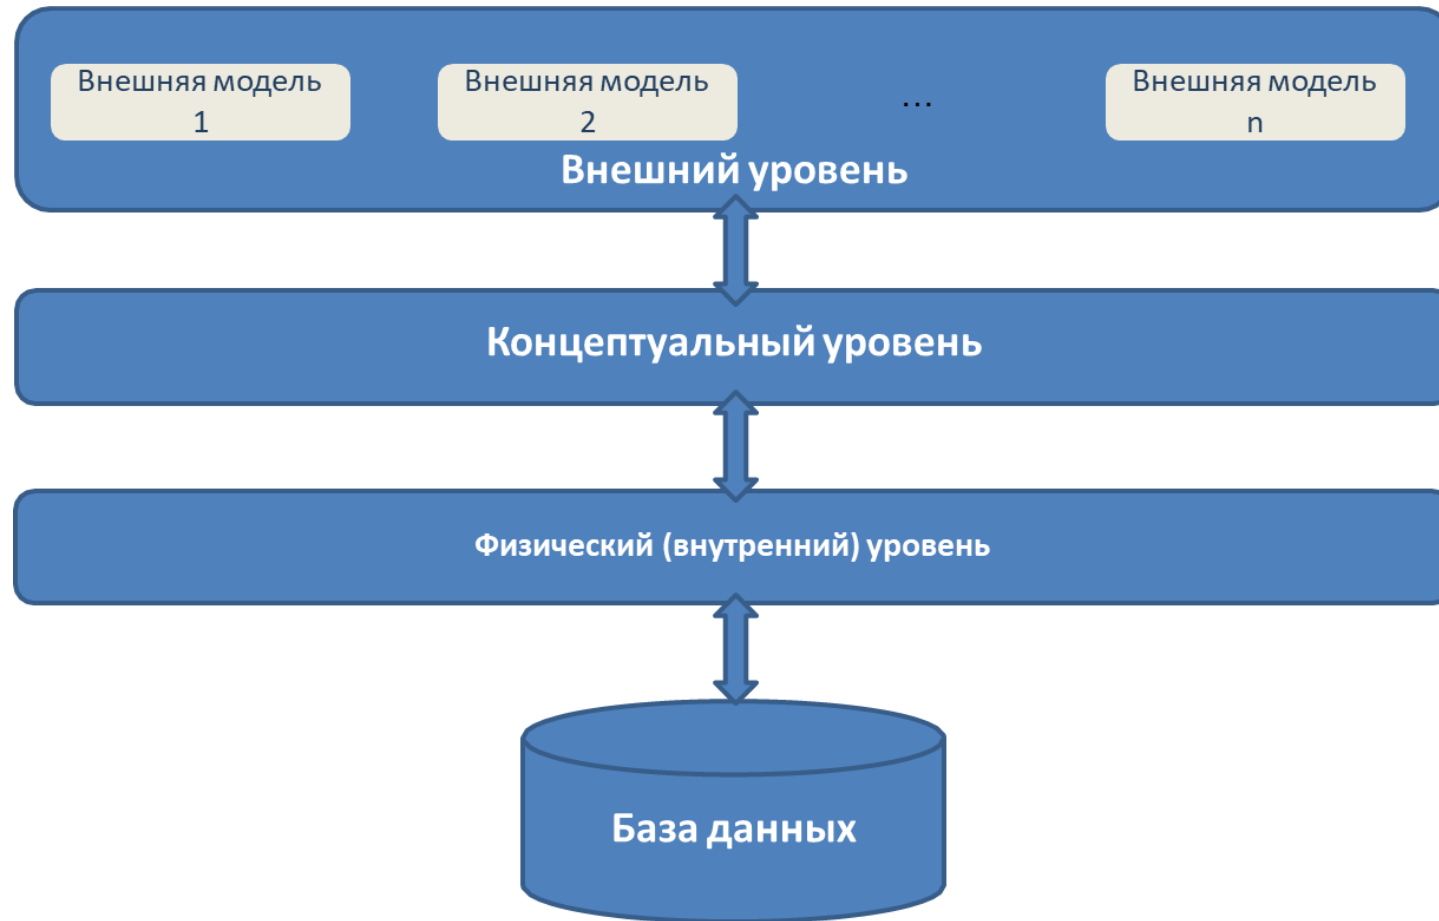 Внешняя модель
1
Внешняя модель
2
...
Внешняя модель
n
Внешний уровень
Концептуальный уровень
Физический (внутренний) уровень
База данных